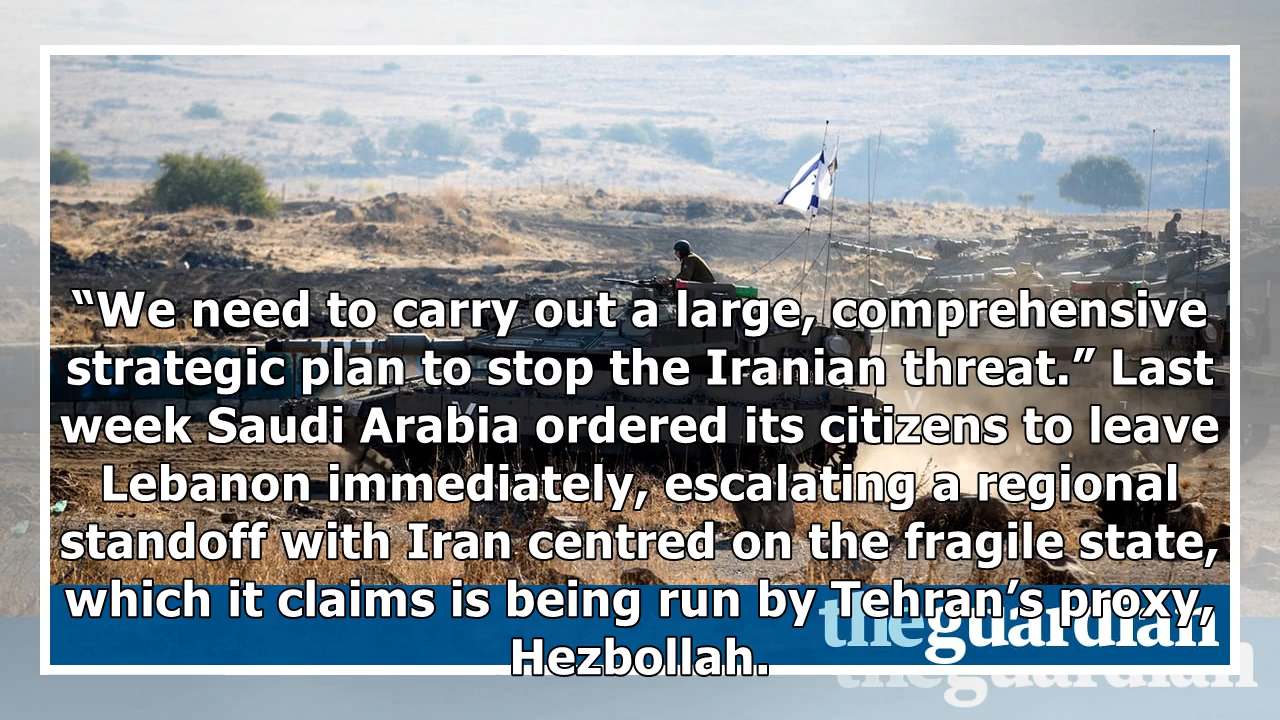 “We need to carry out a large, comprehensive
strategic plan to stop the Iranian threat.” Last
week Saudi Arabia ordered its citizens to leave
Lebanon immediately, escalating a regional
standoff with Iran centred on the fragile state,
which it claims is being run by Tehran’s proxy,
Hezbollah.
theguardian
theguardian